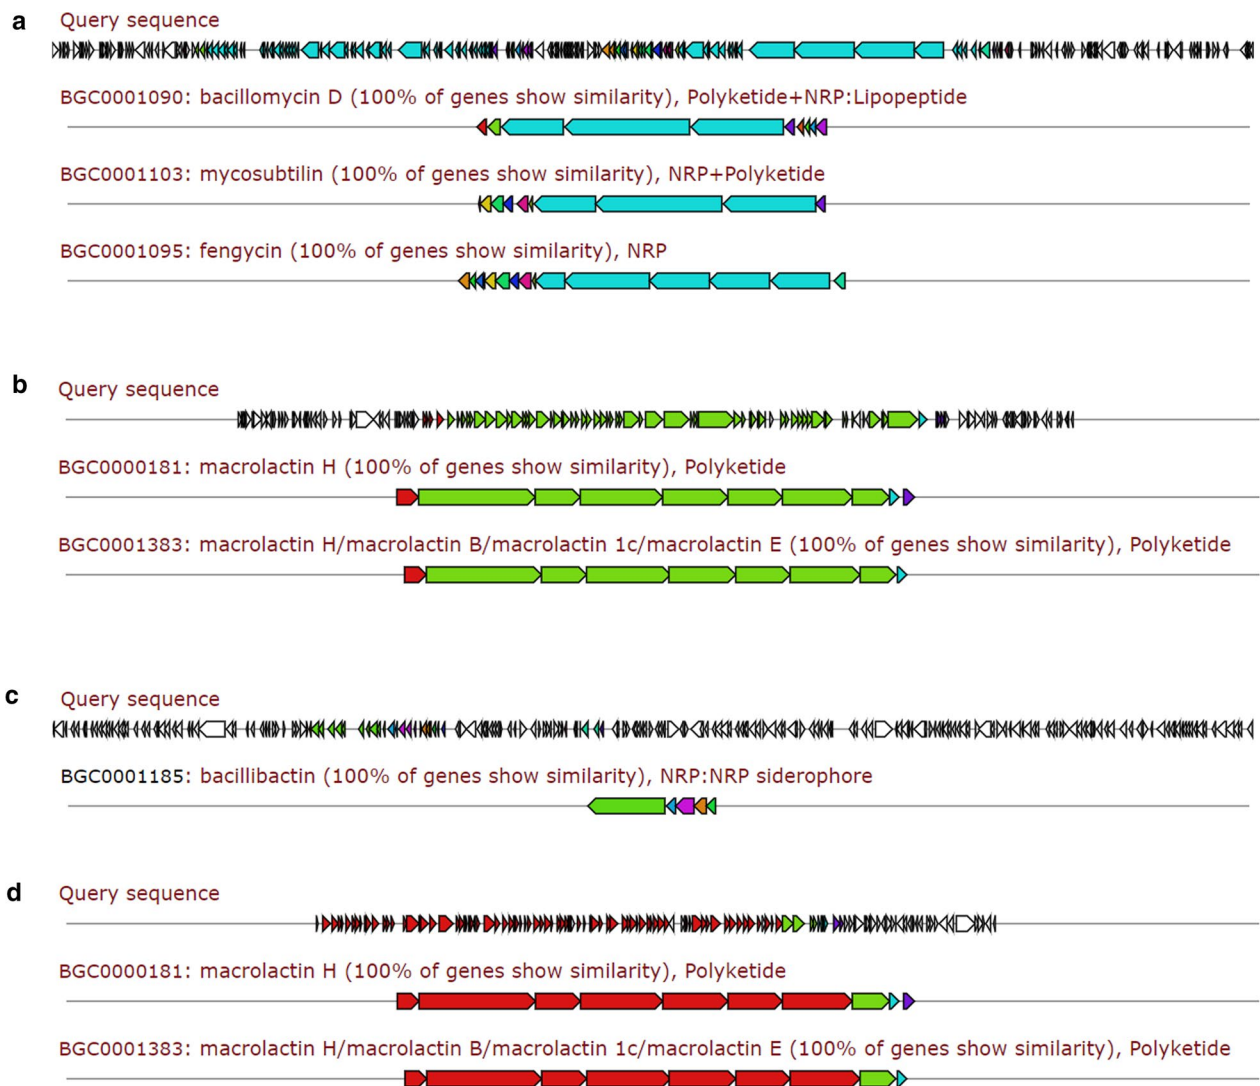 a
Query sequence
BGC0001090: bacillomycin D (100% of genes show similarity), Polyketide+NRP:Lipopeptide
BGC0001103: mycosubtilin (100% of genes show similarity), NRP+Polyketide
BGC0001095: fengycin (100% of genes show similarity), NRP
b
Query sequence
BGC0000181: macrolactin H (100% of genes show similarity), Polyketide
BGC0001383: macrolactin H/macrolactin B/macrolactin 1c/macrolactin E (100% of genes show similarity), Polyketide
c
Query sequence
BGC0001185: bacillibactin (100% of genes show similarity), NRP:NRP siderophore
d
Query sequence
BGC0000181: macrolactin H (100% of genes show similarity), Polyketide
BGC0001383: macrolactin H/macrolactin B/macrolactin 1c/macrolactin E (100% of genes show similarity), Polyketide